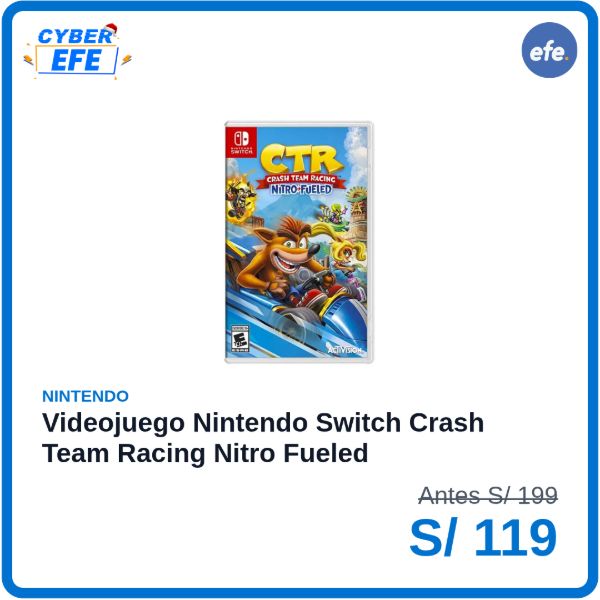 CYBER
EFE
efe.
NINTENDO
SWITCH
CTR
CRASH TEAM RACING
NITRO-FUELED
ACTIVISION
NINTENDO
Videojuego Nintendo Switch Crash
Team Racing Nitro Fueled
Antes S/ 199
S/ 119